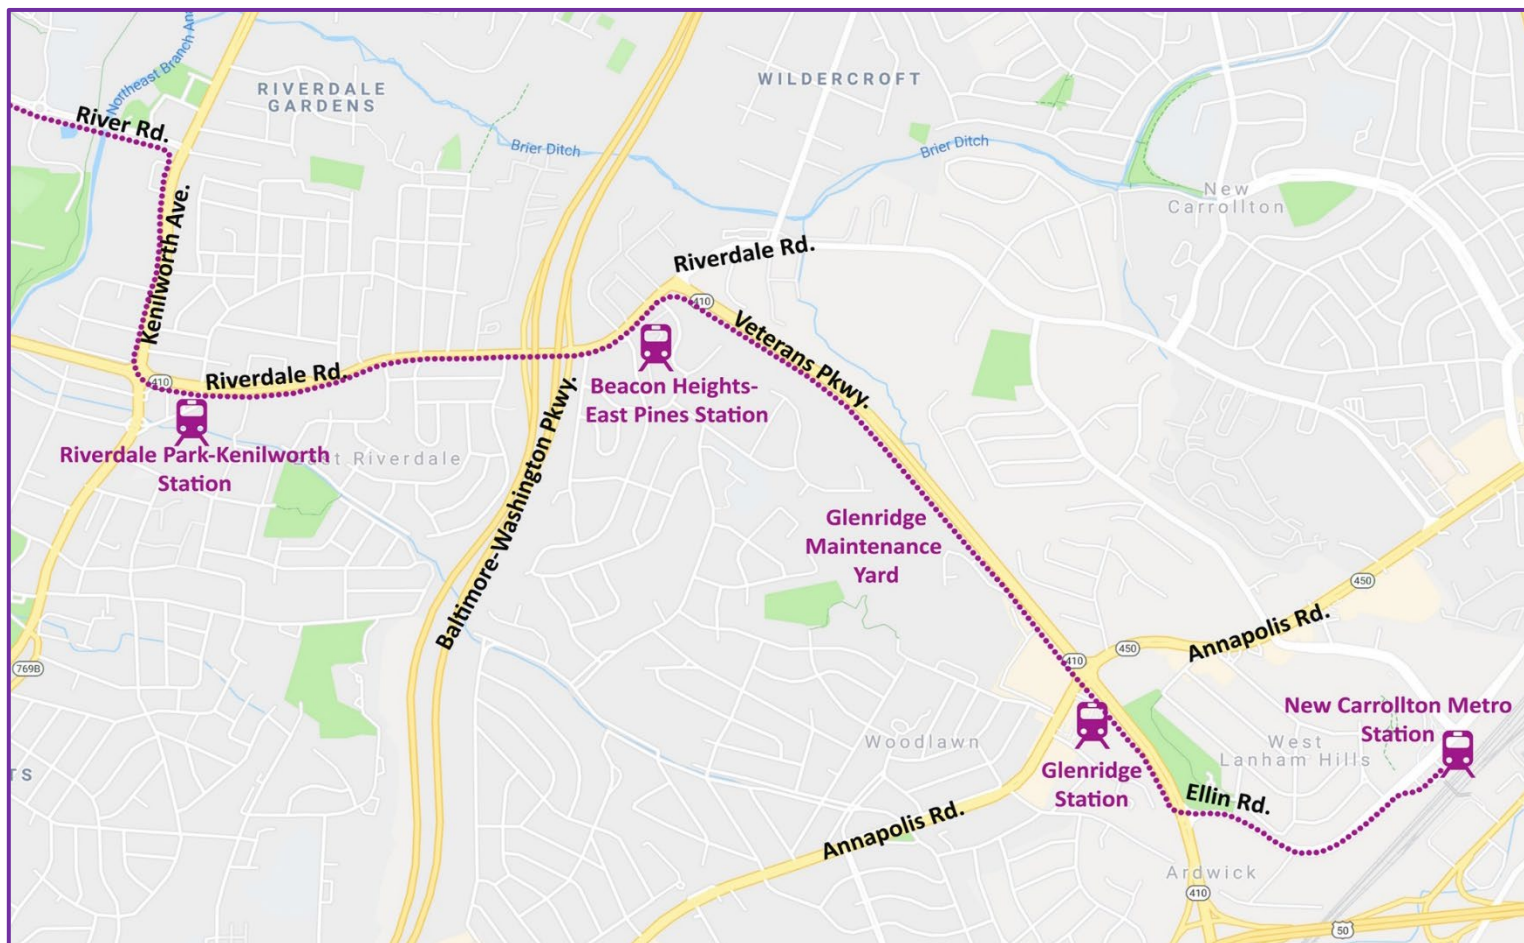 Northeast Branch An
RIVERDALE
GARDENS
WILDERCROFT
River Rd.
Brier Ditch
Brier Ditch
New
Carrollton
Kenilworth Ave.
Riverdale Rd.
410
Veterans Pkwy.
410
Riverdale Rd.
Beacon Heights-
East Pines Station
Baltimore-Washington Pkwy.
Riverdale Park-Kenilworth
Station
East Riverdale
Glenridge
Maintenance
Yard
450
Annapolis Rd.
450
410
769B
New Carrollton Metro
Station
Woodlawn
West
Lanham Hills
TS
Glenridge
Station
Ellin Rd.
Annapolis Rd.
Ardwick
410
50